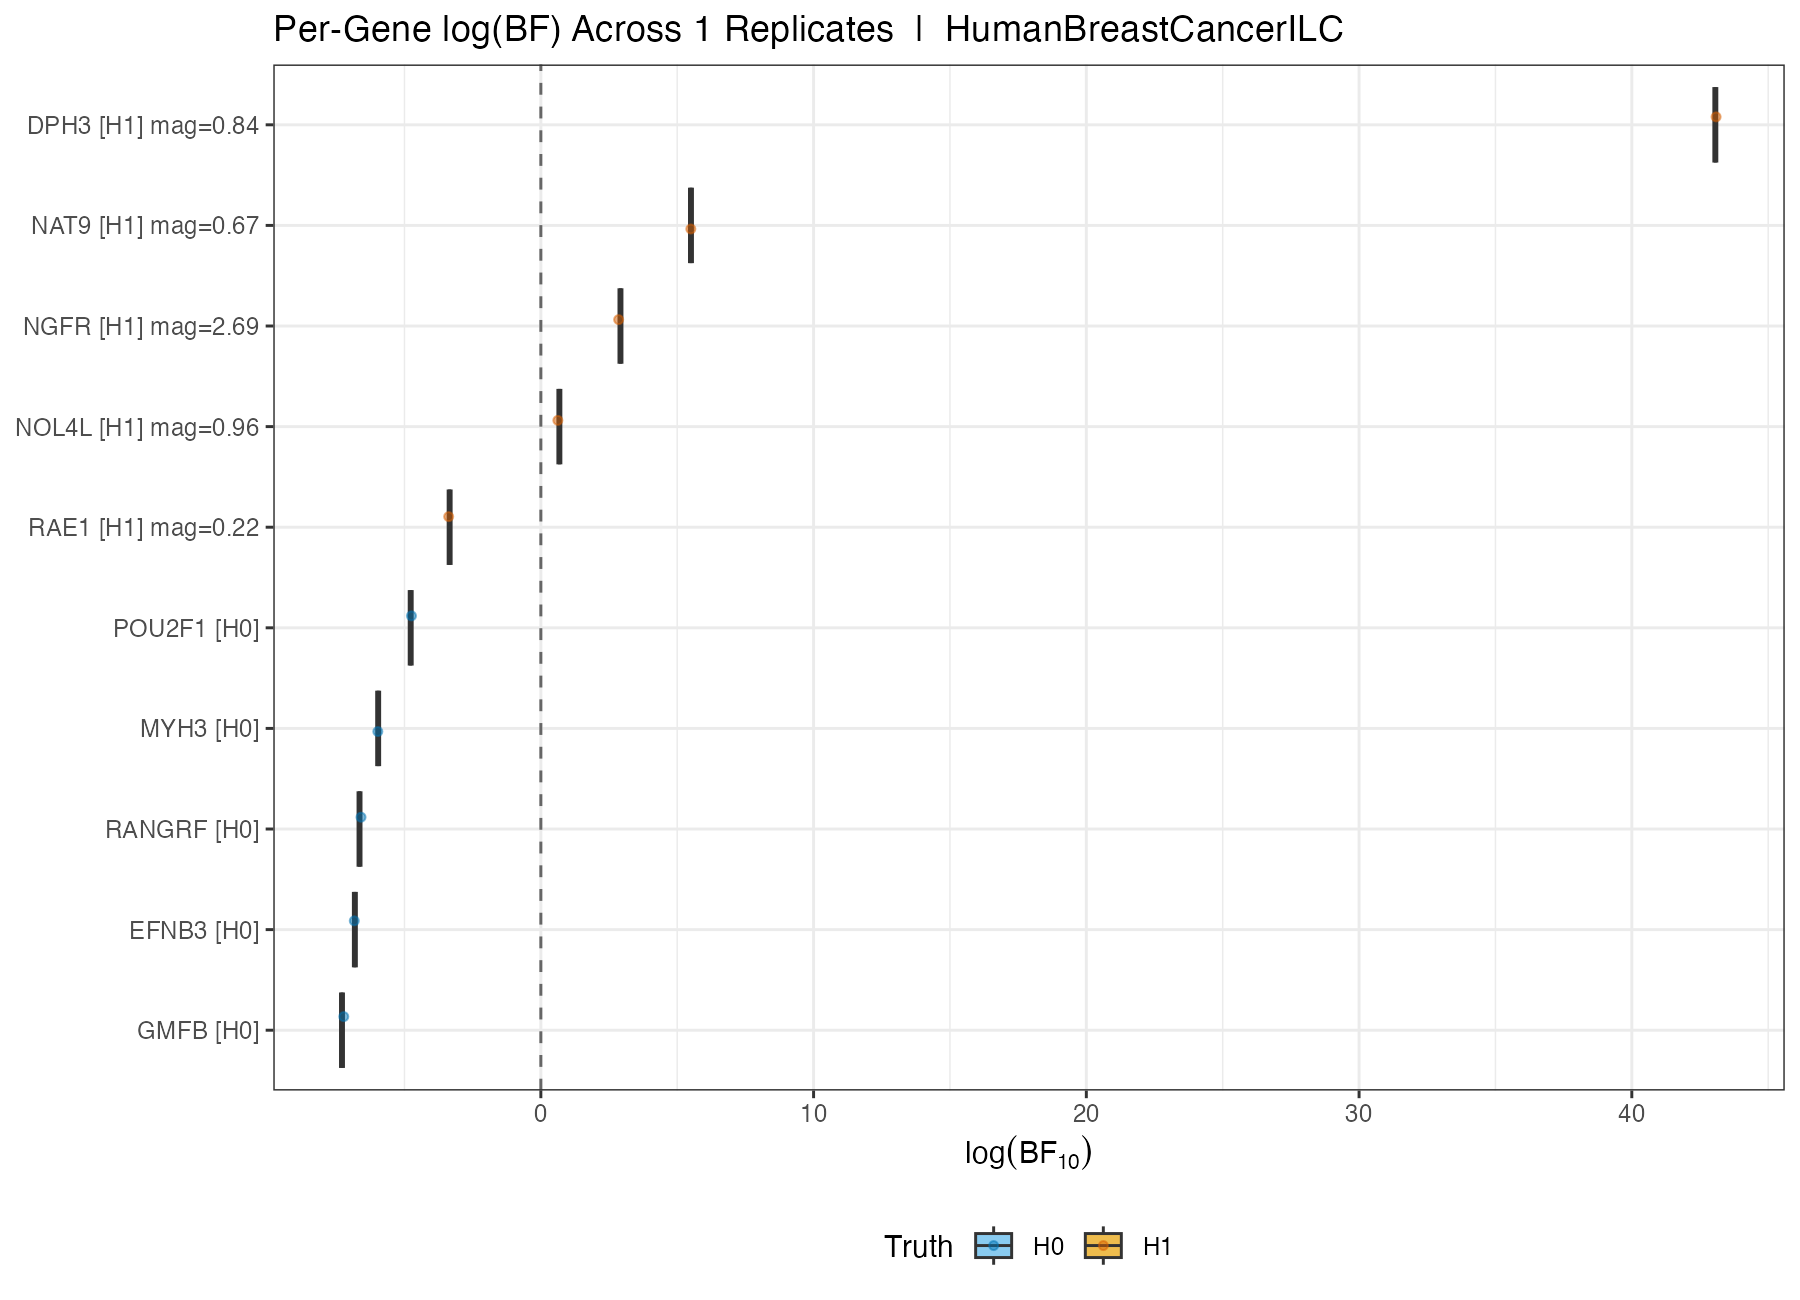 Per-Gene log(BF) Across 1 Replicates | HumanBreastCancerILC
DPH3 [H1] mag=0.84
NAT9 [H1] mag=0.67
NGFR [H1] mag=2.69
NOL4L [H1] mag=0.96
RAE1 [H1] mag=0.22
POU2F1 [H0]
MYH3 [H0]
RANGRF [H0]
EFNB3 [H0]
GMFB [H0]
0 10 20 30 40
log(BF₁₀)
Truth H0 H1